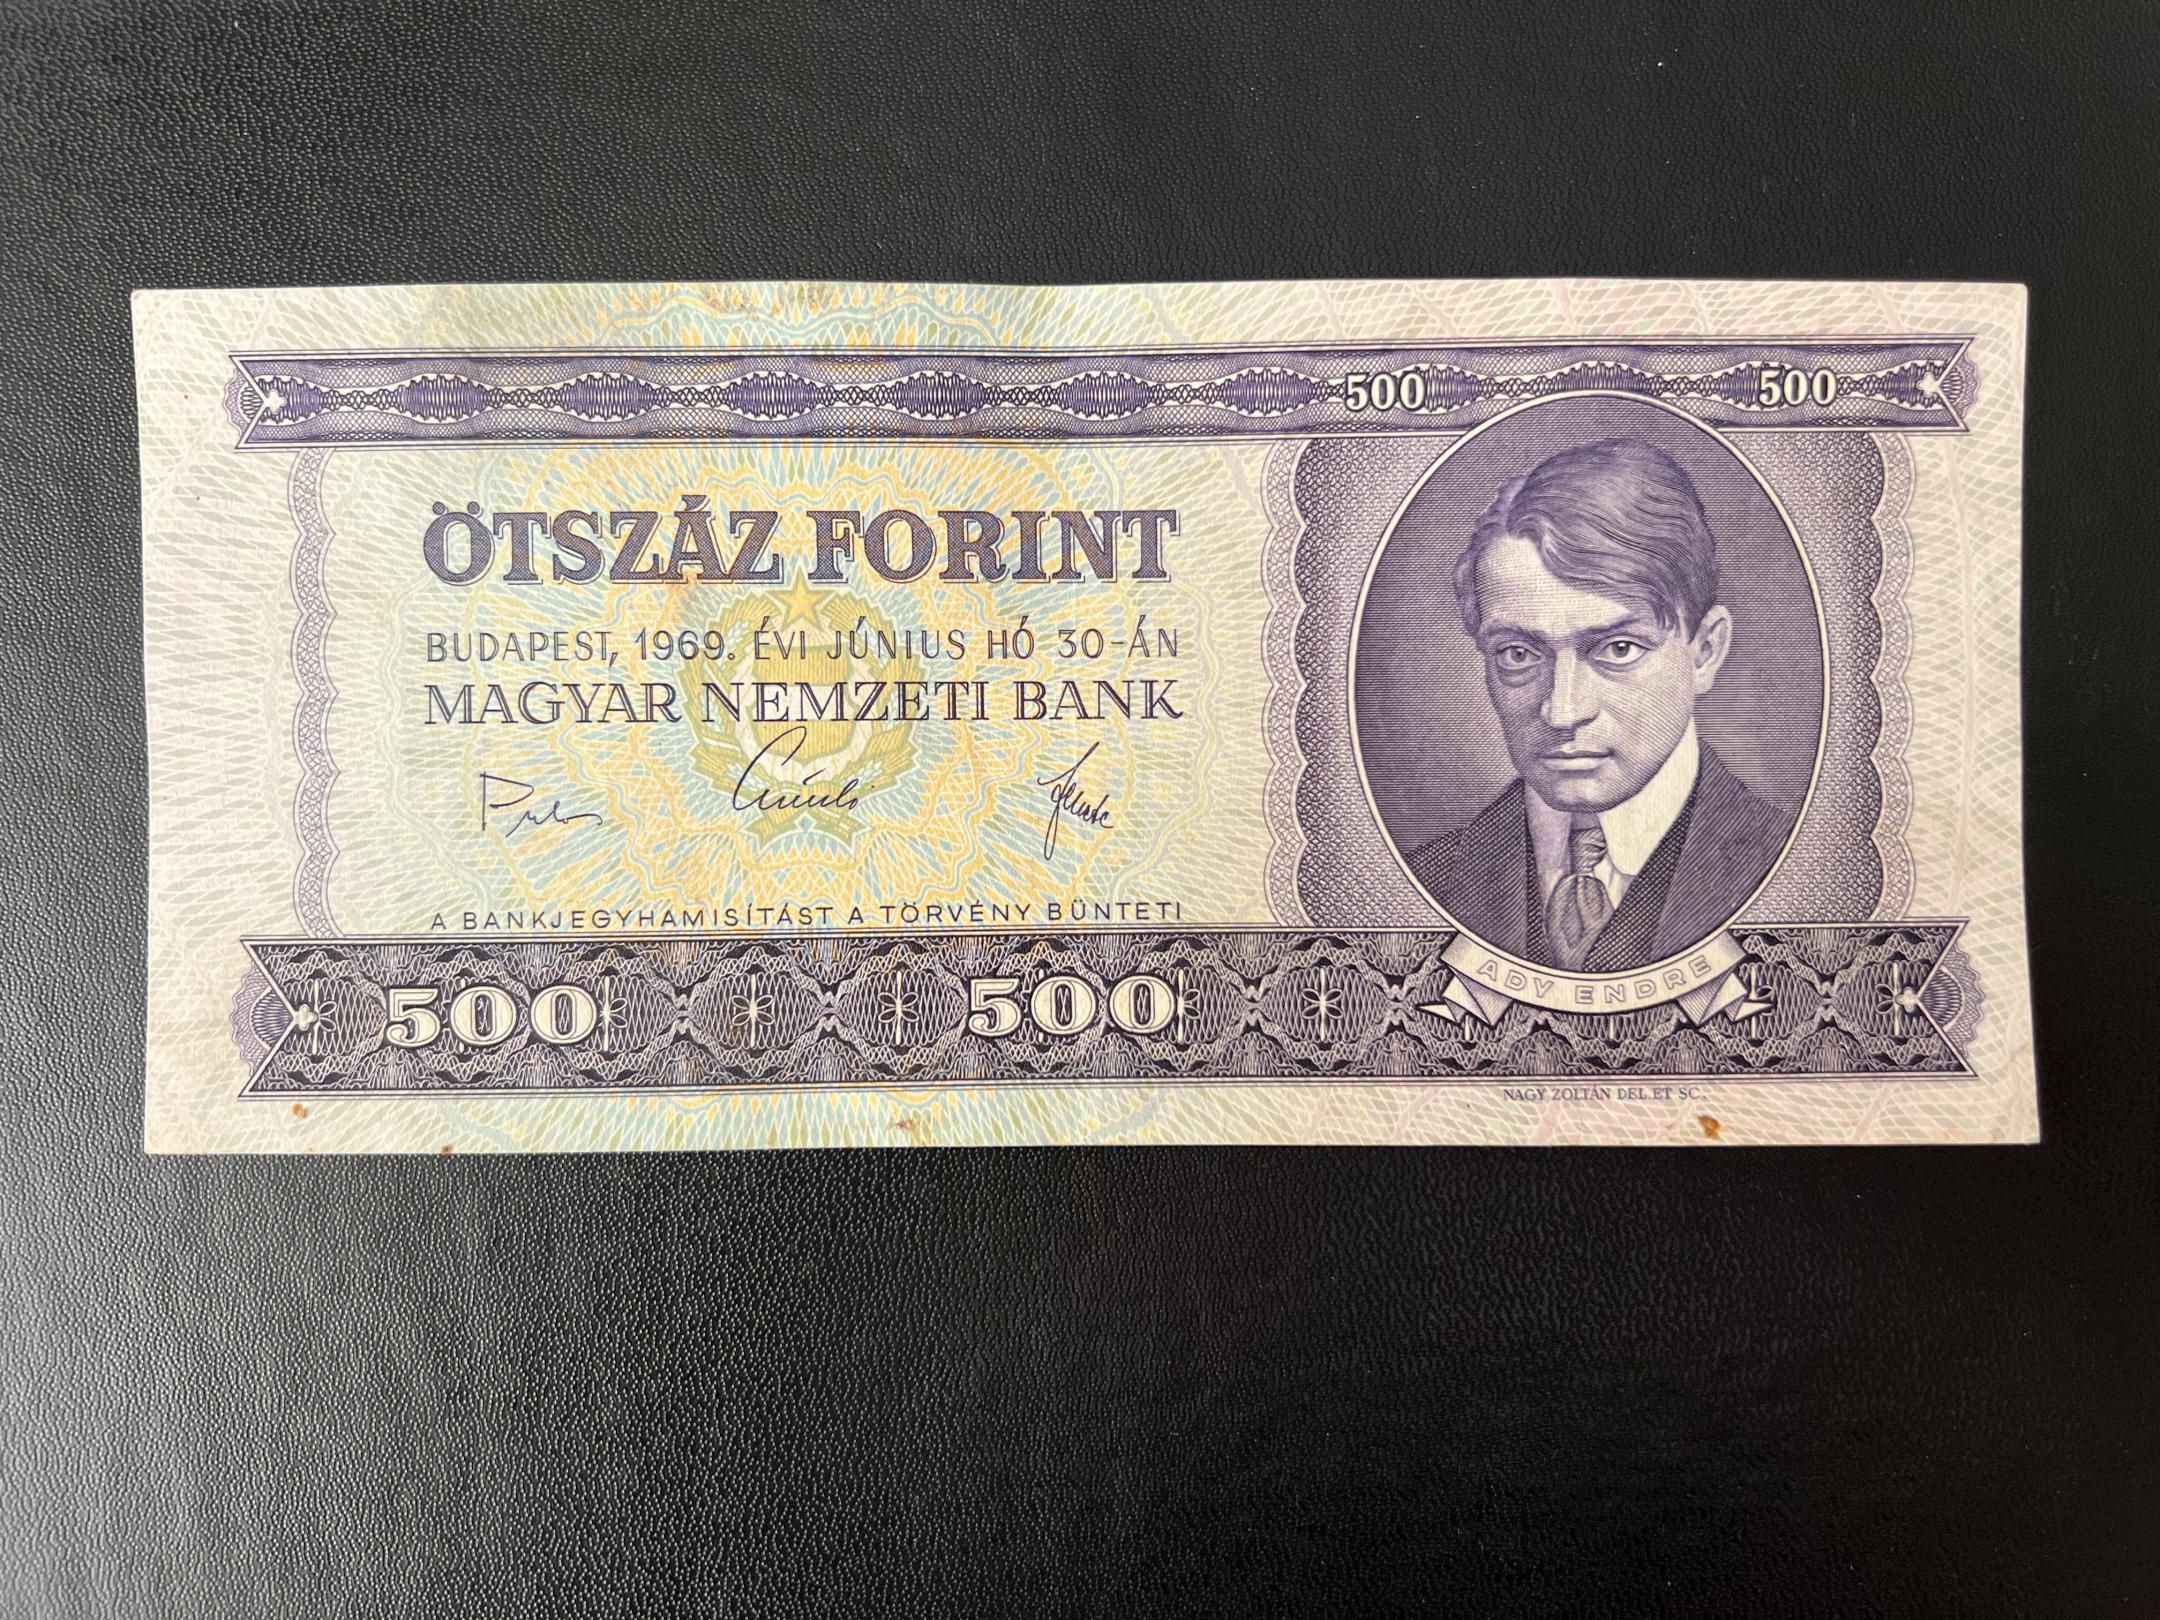 500 500
ÖTSZÁZ FORINT
BUDAPEST, 1969. ÉVI JÚNIUS HÓ 30-ÁN
MAGYAR NEMZETI BANK
A BANKJEGYHAMISÍTÁST A TÖRVÉNY BÜNTETI
500 500
ADY ENDRE
NAGY ZOLTÁN DEL.ET SC.